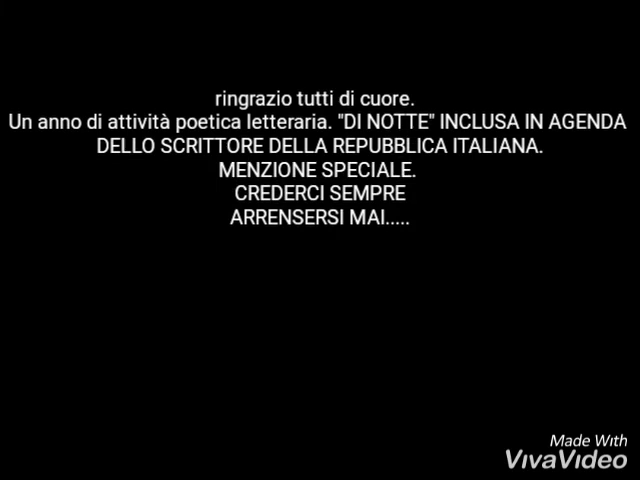 ringrazio tutti di cuore.
Un anno di attività poetica letteraria. "DI NOTTE" INCLUSA IN AGENDA
DELLO SCRITTORE DELLA REPUBBLICA ITALIANA.
MENZIONE SPECIALE.
CREDERCI SEMPRE
ARRENSERSI MAI.....
Made With
VivaVideo